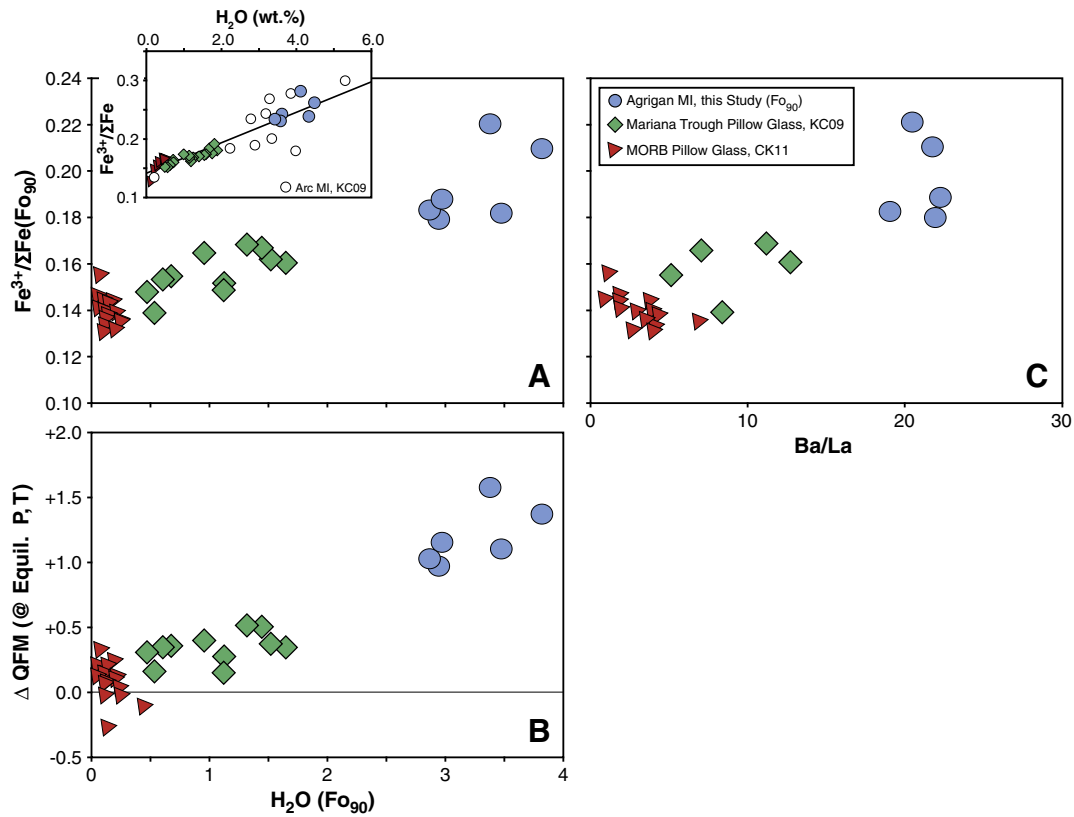 H₂O (wt.%)
0.0 2.0 4.0 6.0
Fe³⁺/ΣFe
0.3
0.2
0.1
Arc MI, KC09
Fe³⁺/ΣFe(Fo₉₀)
0.24
0.22
0.20
0.18
0.16
0.14
0.12
0.10
A
Agrigan MI, this Study (Fo₉₀)
Mariana Trough Pillow Glass, KC09
MORB Pillow Glass, CK11
C
0 10 20 30
Ba/La
Δ QFM (@ Equil. P, T)
+2.0
+1.5
+1.0
+0.5
0.0
-0.5
B
0 1 2 3 4
H₂O (Fo₉₀)